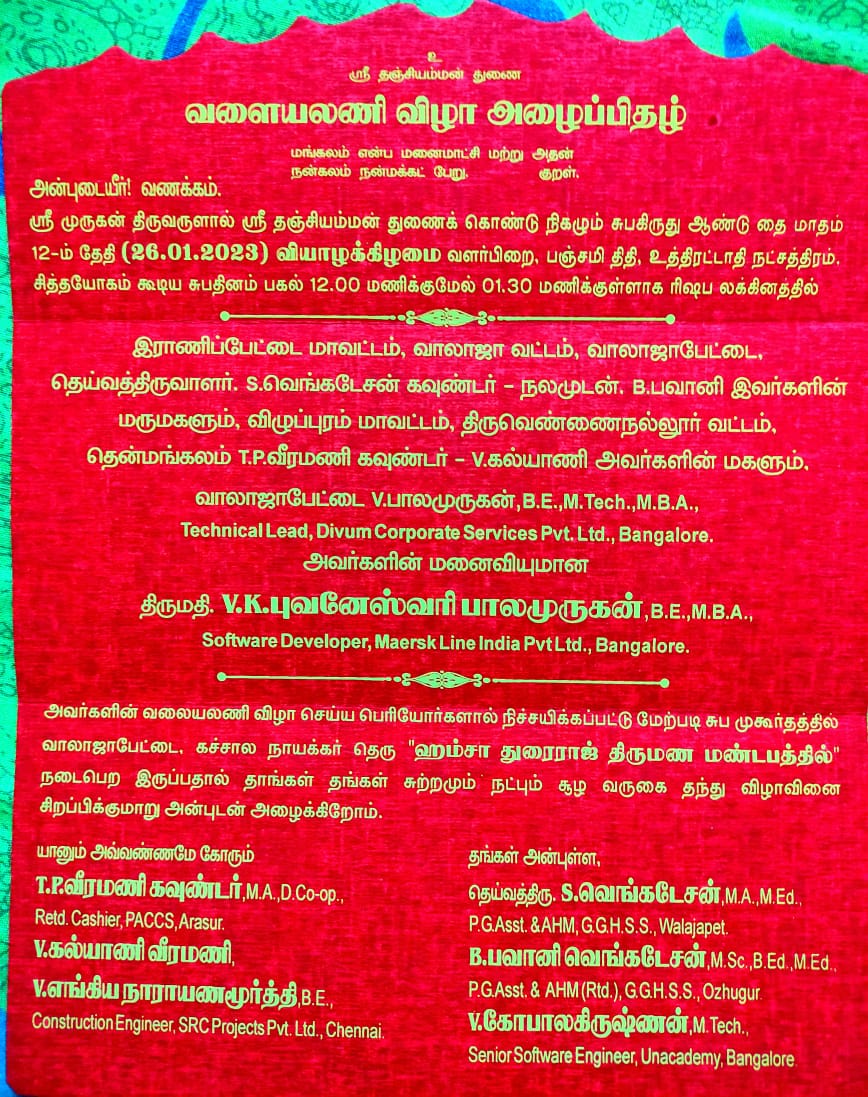 உ
ஸ்ரீ தஞ்சியம்மன் துணை
வளையலணி விழா அழைப்பிதழ்
மங்கலம் என்ப மனைமாட்சி மற்று அதன்
நன்கலம் நன்மக்கட் பேறு. குறள்.
அன்புடையீர்! வணக்கம்.
ஸ்ரீ முருகன் திருவருளால் ஸ்ரீ தஞ்சியம்மன் துணைக் கொண்டு நிகழும் சுபகிருது ஆண்டு தை மாதம்
12-ம் தேதி (26.01.2023) வியாழக்கிழமை வளர்பிறை, பஞ்சமி திதி, உத்திரட்டாதி நட்சத்திரம்,
சித்தயோகம் கூடிய சுபதினம் பகல் 12.00 மணிக்குமேல் 01.30 மணிக்குள்ளாக ரிஷப லக்கினத்தில்
இராணிப்பேட்டை மாவட்டம், வாலாஜா வட்டம், வாலாஜாபேட்டை,
தெய்வத்திருவாளர். S.வெங்கடேசன் கவுண்டர் - நலமுடன். B.பவானி இவர்களின்
மருமகளும், விழுப்புரம் மாவட்டம், திருவெண்ணைநல்லூர் வட்டம்,
தென்மங்கலம் T.P.வீரமணி கவுண்டர் - V.கல்யாணி அவர்களின் மகளும்,
வாலாஜாபேட்டை V.பாலமுருகன்,B.E.,M.Tech.,M.B.A.,
Technical Lead, Divum Corporate Services Pvt. Ltd., Bangalore.
அவர்களின் மனைவியுமான
திருமதி. V.K.புவனேஸ்வரி பாலமுருகன்,B.E.,M.B.A.,
Software Developer, Maersk Line India Pvt Ltd., Bangalore.
அவர்களின் வலையலணி விழா செய்ய பெரியோர்களால் நிச்சயிக்கப்பட்டு மேற்படி சுப முகூர்தத்தில்
வாலாஜாபேட்டை, கச்சால நாயக்கர் தெரு "ஹம்சா துரைராஜ் திருமண மண்டபத்தில்"
நடைபெற இருப்பதால் தாங்கள் தங்கள் சுற்றமும் நட்பும் சூழ வருகை தந்து விழாவினை
சிறப்பிக்குமாறு அன்புடன் அழைக்கிறோம்.
யானும் அவ்வண்ணமே கோரும்
T.P.வீரமணி கவுண்டர்,M.A.,D.Co-op.,
Retd. Cashier, PACCS, Arasur.
V.கல்யாணி வீரமணி,
V.எங்கிய நாராயணமூர்த்தி,B.E.,
Construction Engineer, SRC Projects Pvt. Ltd., Chennai.
தங்கள் அன்புள்ள,
தெய்வத்திரு. S.வெங்கடேசன்,M.A.,M.Ed.,
P.G.Asst. & AHM, G.G.H.S.S., Walajapet.
B.பவானி வெங்கடேசன்,M.Sc.,B.Ed.,M.Ed.,
P.G.Asst. & AHM (Rtd.), G.G.H.S.S., Ozhugur.
V.கோபாலகிருஷ்ணன்,M.Tech.,
Senior Software Engineer, Unacademy, Bangalore.